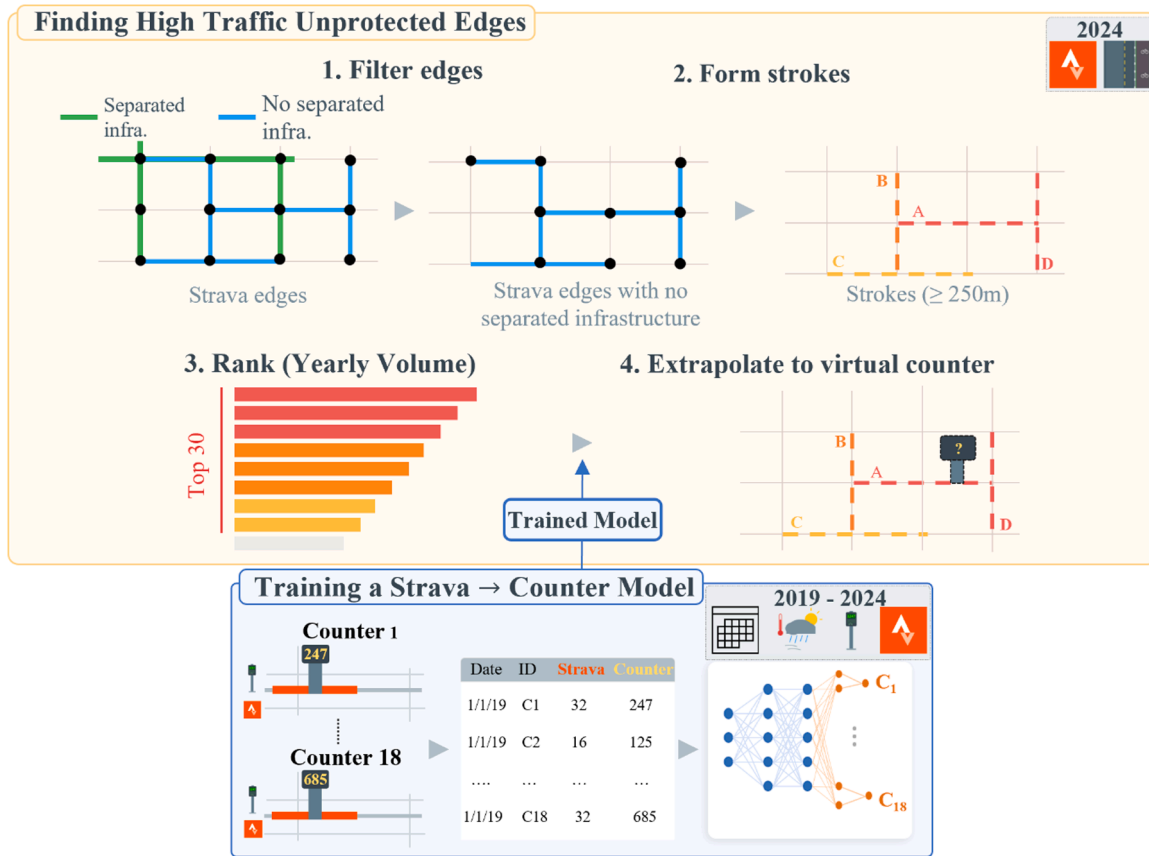 Finding High Traffic Unprotected Edges
2024
1. Filter edges
2. Form strokes
Separated
infra.
No separated
infra.
B
A
C
D
Strava edges
Strava edges with no
separated infrastructure
Strokes (≥ 250m)
3. Rank (Yearly Volume)
4. Extrapolate to virtual counter
Top 30
B
?
A
C
D
Trained Model
Training a Strava → Counter Model
2019 - 2024
Counter 1
247
Counter 18
685
Date ID Strava Counter
1/1/19 C1 32 247
1/1/19 C2 16 125
.... ... ... ...
1/1/19 C18 32 685
C1
C18